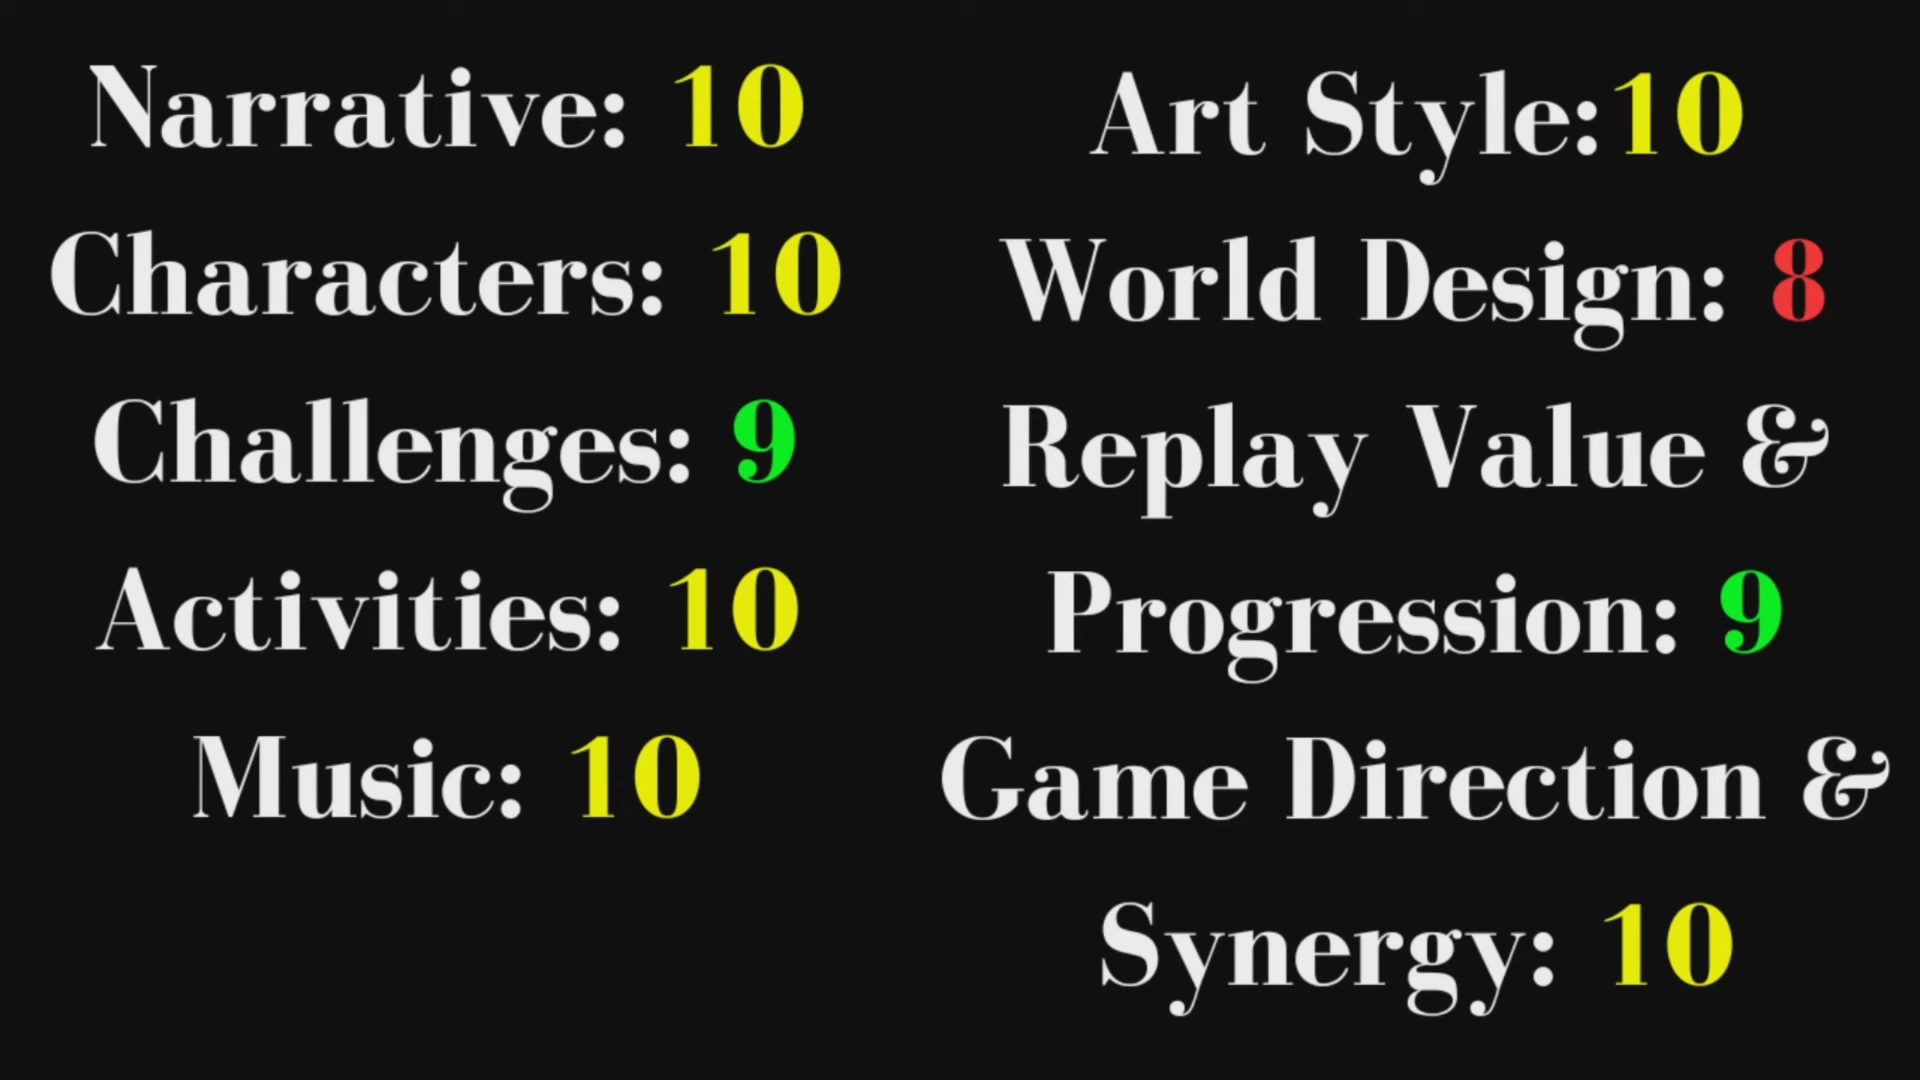 Narrative: 10
Characters: 10
Challenges: 9
Activities: 10
Music: 10
Art Style:10
World Design: 8
Replay Value &
Progression: 9
Game Direction &
Synergy: 10